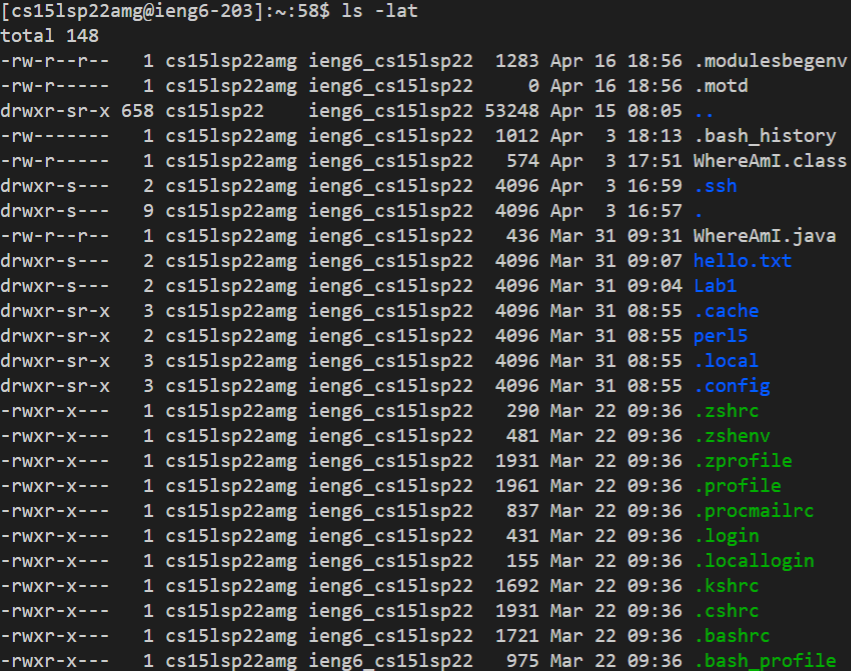 [cs15lsp22amg@ieng6-203]:~:58$ ls -lat
total 148
-rw-r--r--   1 cs15lsp22amg ieng6_cs15lsp22  1283 Apr 16 18:56 .modulesbegenv
-rw-r-----   1 cs15lsp22amg ieng6_cs15lsp22     0 Apr 16 18:56 .motd
drwxr-sr-x 658 cs15lsp22    ieng6_cs15lsp22 53248 Apr 15 08:05 ..
-rw-------   1 cs15lsp22amg ieng6_cs15lsp22  1012 Apr  3 18:13 .bash_history
-rw-r-----   1 cs15lsp22amg ieng6_cs15lsp22   574 Apr  3 17:51 WhereAmI.class
drwxr-s---   2 cs15lsp22amg ieng6_cs15lsp22  4096 Apr  3 16:59 .ssh
drwxr-s---   9 cs15lsp22amg ieng6_cs15lsp22  4096 Apr  3 16:57 .
-rw-r--r--   1 cs15lsp22amg ieng6_cs15lsp22   436 Mar 31 09:31 WhereAmI.java
drwxr-s---   2 cs15lsp22amg ieng6_cs15lsp22  4096 Mar 31 09:07 hello.txt
drwxr-s---   2 cs15lsp22amg ieng6_cs15lsp22  4096 Mar 31 09:04 Lab1
drwxr-sr-x   3 cs15lsp22amg ieng6_cs15lsp22  4096 Mar 31 08:55 .cache
drwxr-sr-x   2 cs15lsp22amg ieng6_cs15lsp22  4096 Mar 31 08:55 perl5
drwxr-sr-x   3 cs15lsp22amg ieng6_cs15lsp22  4096 Mar 31 08:55 .local
drwxr-sr-x   3 cs15lsp22amg ieng6_cs15lsp22  4096 Mar 31 08:55 .config
-rwxr-x---   1 cs15lsp22amg ieng6_cs15lsp22   290 Mar 22 09:36 .zshrc
-rwxr-x---   1 cs15lsp22amg ieng6_cs15lsp22   481 Mar 22 09:36 .zshenv
-rwxr-x---   1 cs15lsp22amg ieng6_cs15lsp22  1931 Mar 22 09:36 .zprofile
-rwxr-x---   1 cs15lsp22amg ieng6_cs15lsp22  1961 Mar 22 09:36 .profile
-rwxr-x---   1 cs15lsp22amg ieng6_cs15lsp22   837 Mar 22 09:36 .procmailrc
-rwxr-x---   1 cs15lsp22amg ieng6_cs15lsp22   431 Mar 22 09:36 .login
-rwxr-x---   1 cs15lsp22amg ieng6_cs15lsp22   155 Mar 22 09:36 .locallogin
-rwxr-x---   1 cs15lsp22amg ieng6_cs15lsp22  1692 Mar 22 09:36 .kshrc
-rwxr-x---   1 cs15lsp22amg ieng6_cs15lsp22  1931 Mar 22 09:36 .cshrc
-rwxr-x---   1 cs15lsp22amg ieng6_cs15lsp22  1721 Mar 22 09:36 .bashrc
-rwxr-x---   1 cs15lsp22amg ieng6_cs15lsp22   975 Mar 22 09:36 .bash_profile